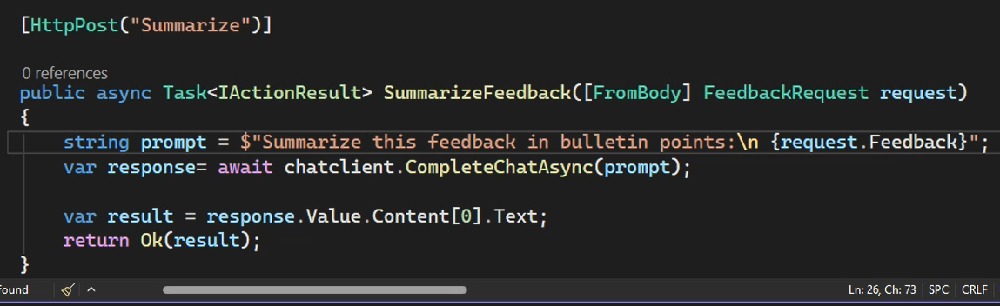 [HttpPost("Summarize")]
0 references
public async Task<IActionResult> SummarizeFeedback([FromBody] FeedbackRequest request)
{
string prompt = $"Summarize this feedback in bulletin points:\n {request.Feedback}";
var response= await chatclient.CompleteChatAsync(prompt);
var result = response.Value.Content[0].Text;
return Ok(result);
}
found Ln: 26, Ch: 73 SPC CRLF